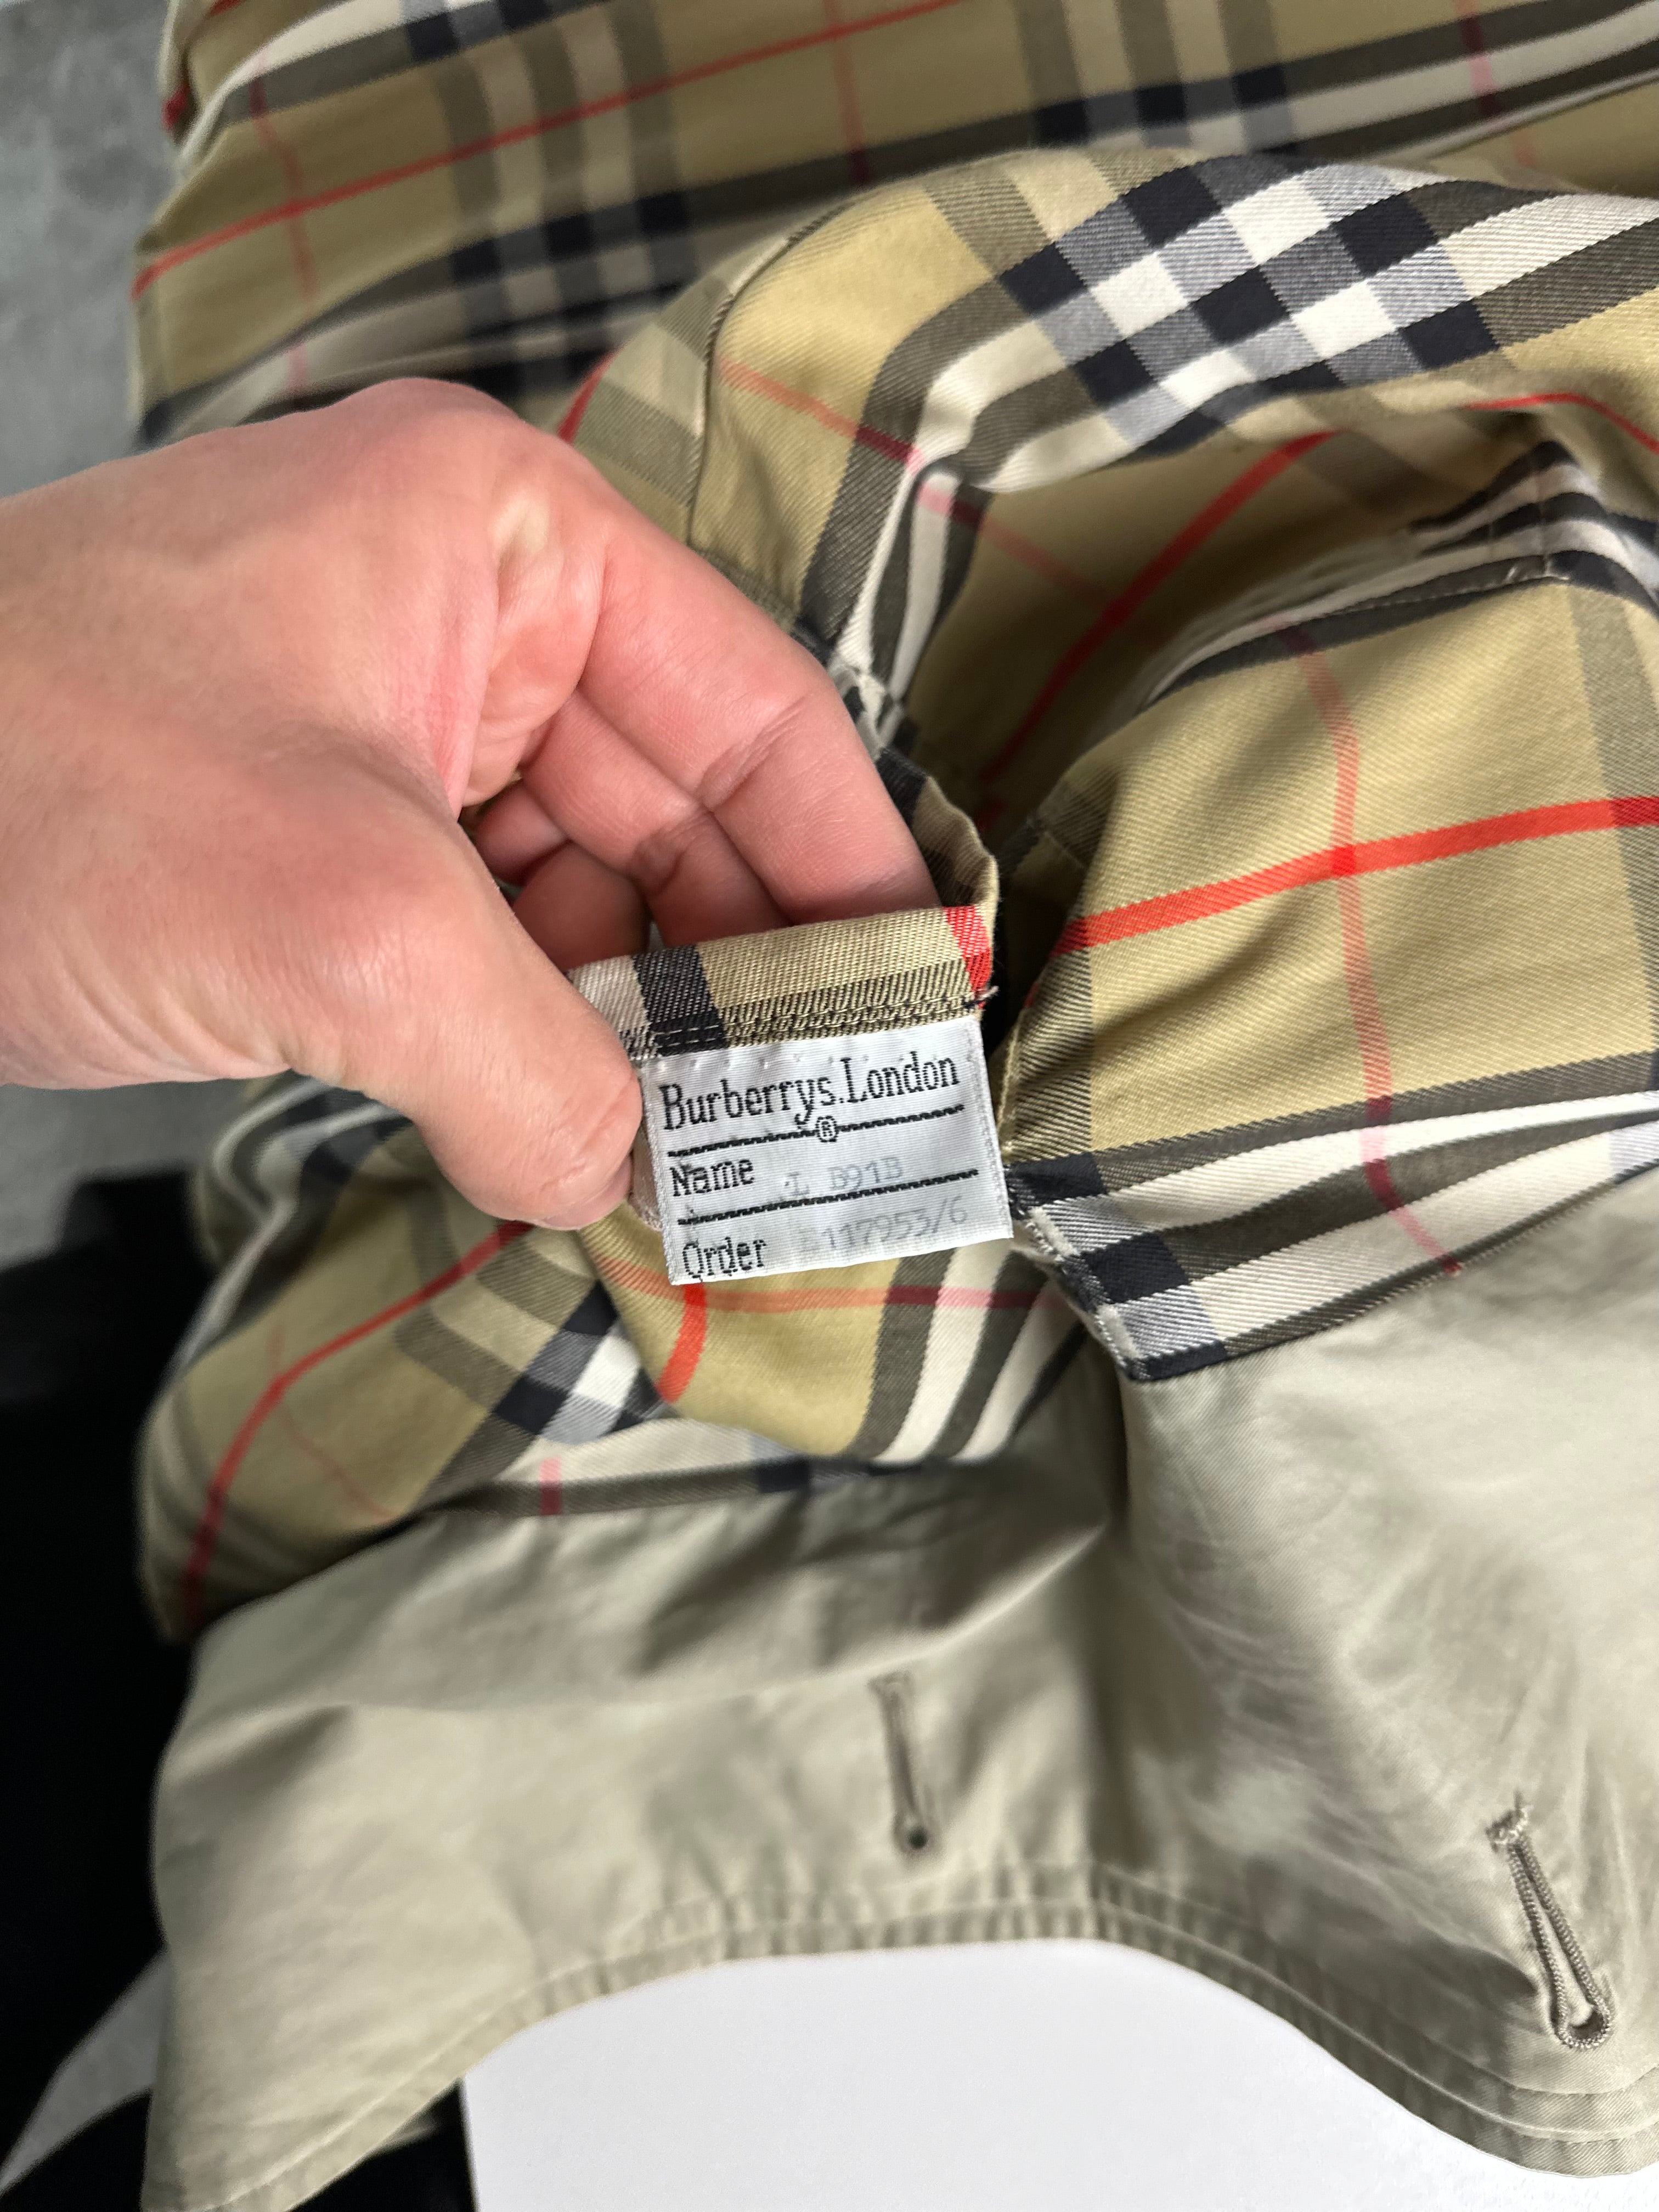 Burberrys.London
®
Name L B91B
Order 117953/6